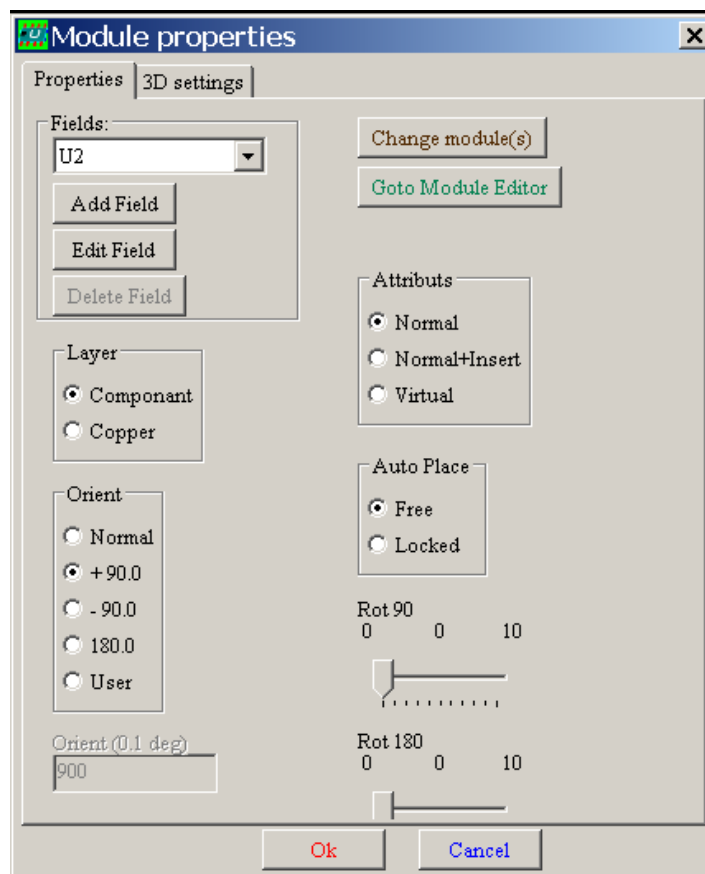 Module properties
Properties
3D settings
Fields:
U2
Add Field
Edit Field
Delete Field
Change module(s)
Goto Module Editor
Layer
Componant
Copper
Attributs
Normal
Normal+Insert
Virtual
Orient
Normal
+90.0
- 90.0
180.0
User
Auto Place
Free
Locked
Orient (0.1 deg)
900
Rot 90
0 0 10
Rot 180
0 0 10
Ok
Cancel